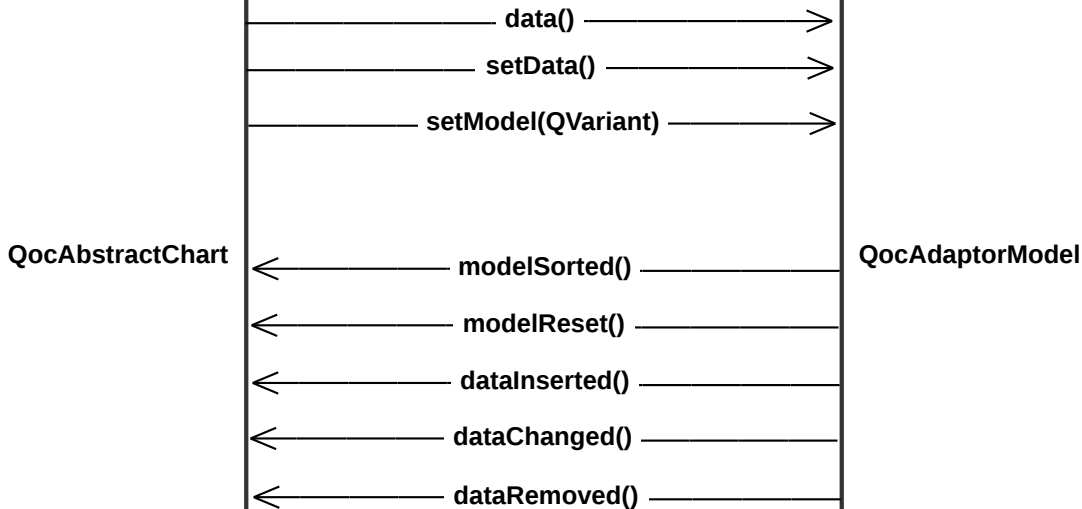 data()
setData()
setModel(QVariant)
QocAbstractChart
QocAdaptorModel
modelSorted()
modelReset()
dataInserted()
dataChanged()
dataRemoved()